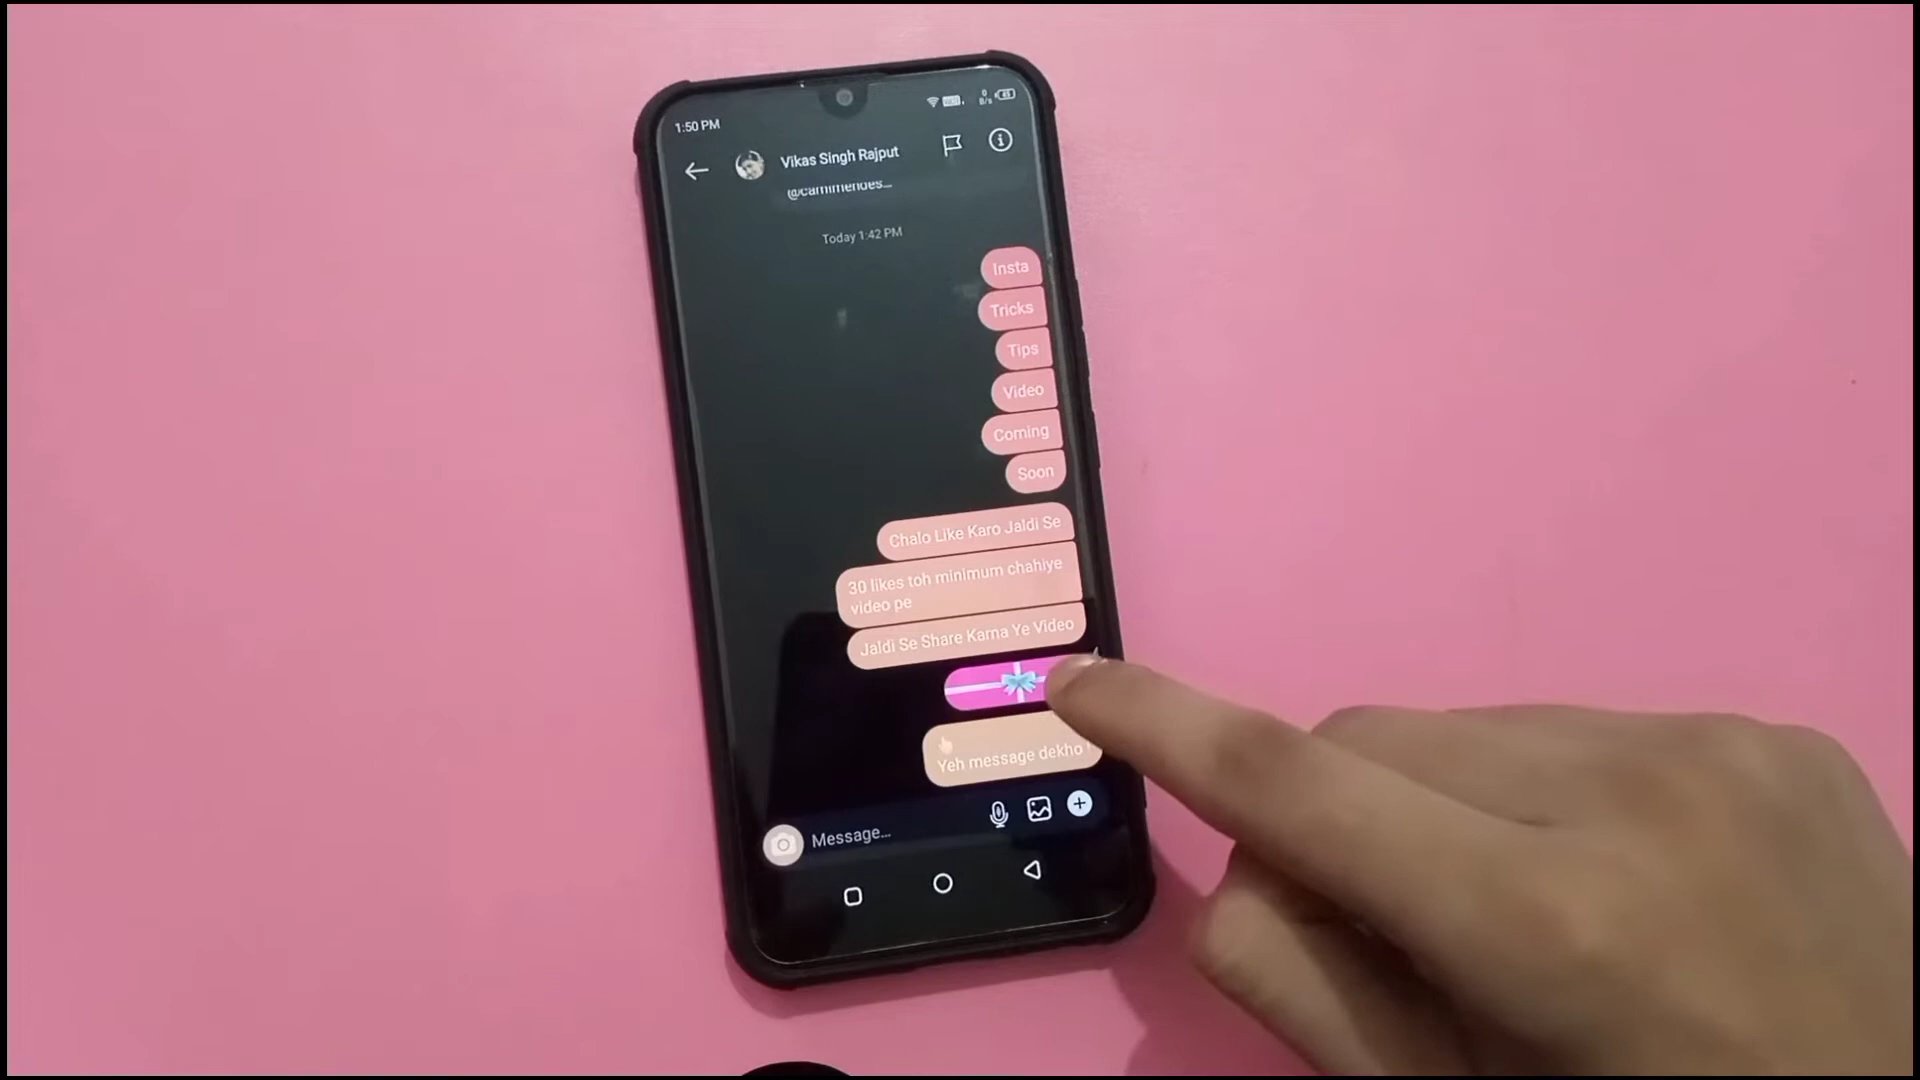 1:50 PM
0
B/s
Vikas Singh Rajput
@cammendes...
Today 1:42 PM
Insta
Tricks
Tips
Video
Coming
Soon
Chalo Like Karo Jaldi Se
30 likes toh minimum chahiye
video pe
Jaldi Se Share Karna Ye Video
Yeh message dekho !
Message...